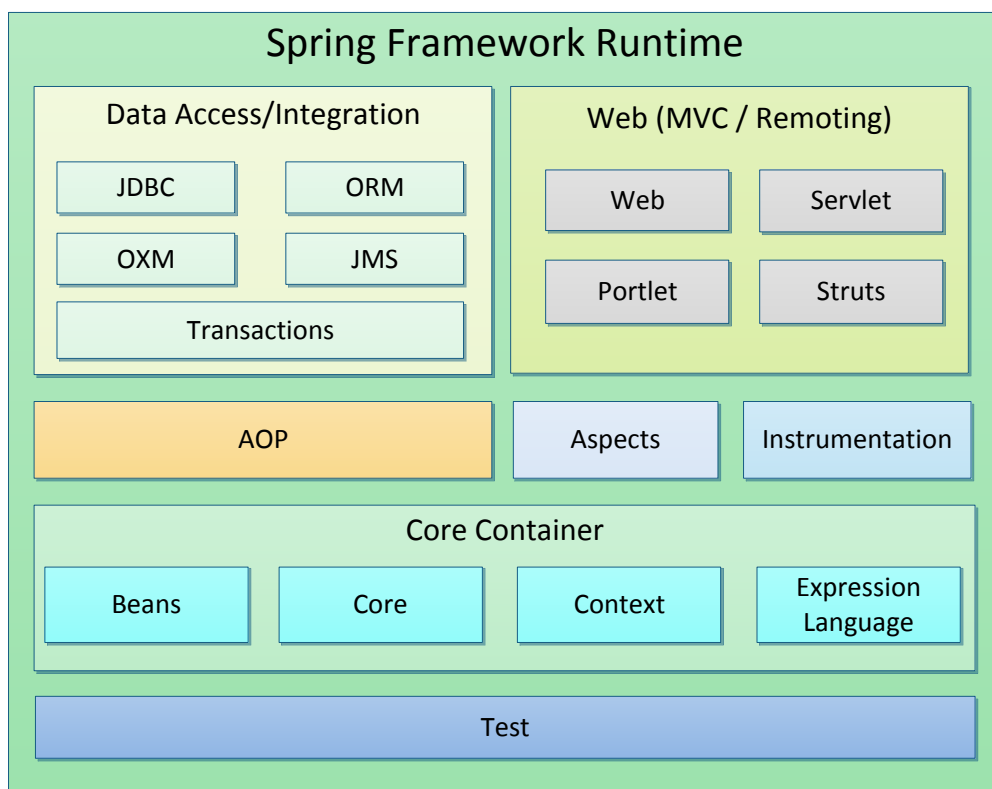 Spring Framework Runtime
Data Access/Integration
JDBC
ORM
OXM
JMS
Transactions
Web (MVC / Remoting)
Web
Servlet
Portlet
Struts
AOP
Aspects
Instrumentation
Core Container
Beans
Core
Context
Expression
Language
Test